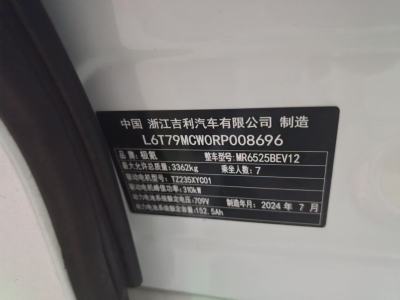 中国 浙江吉利汽车有限公司 制造
L6T79MCW0RP008696
品牌：极氪 整车型号：MR6525BEV12
最大允许总质量：3362kg 乘坐人数：7
驱动电机型号：TZ235XYC01
驱动电机峰值功率：310kW
动力电池系统额定电压：709V 制造年月：2024 年 7 月
动力电池系统额定容量：152.5Ah